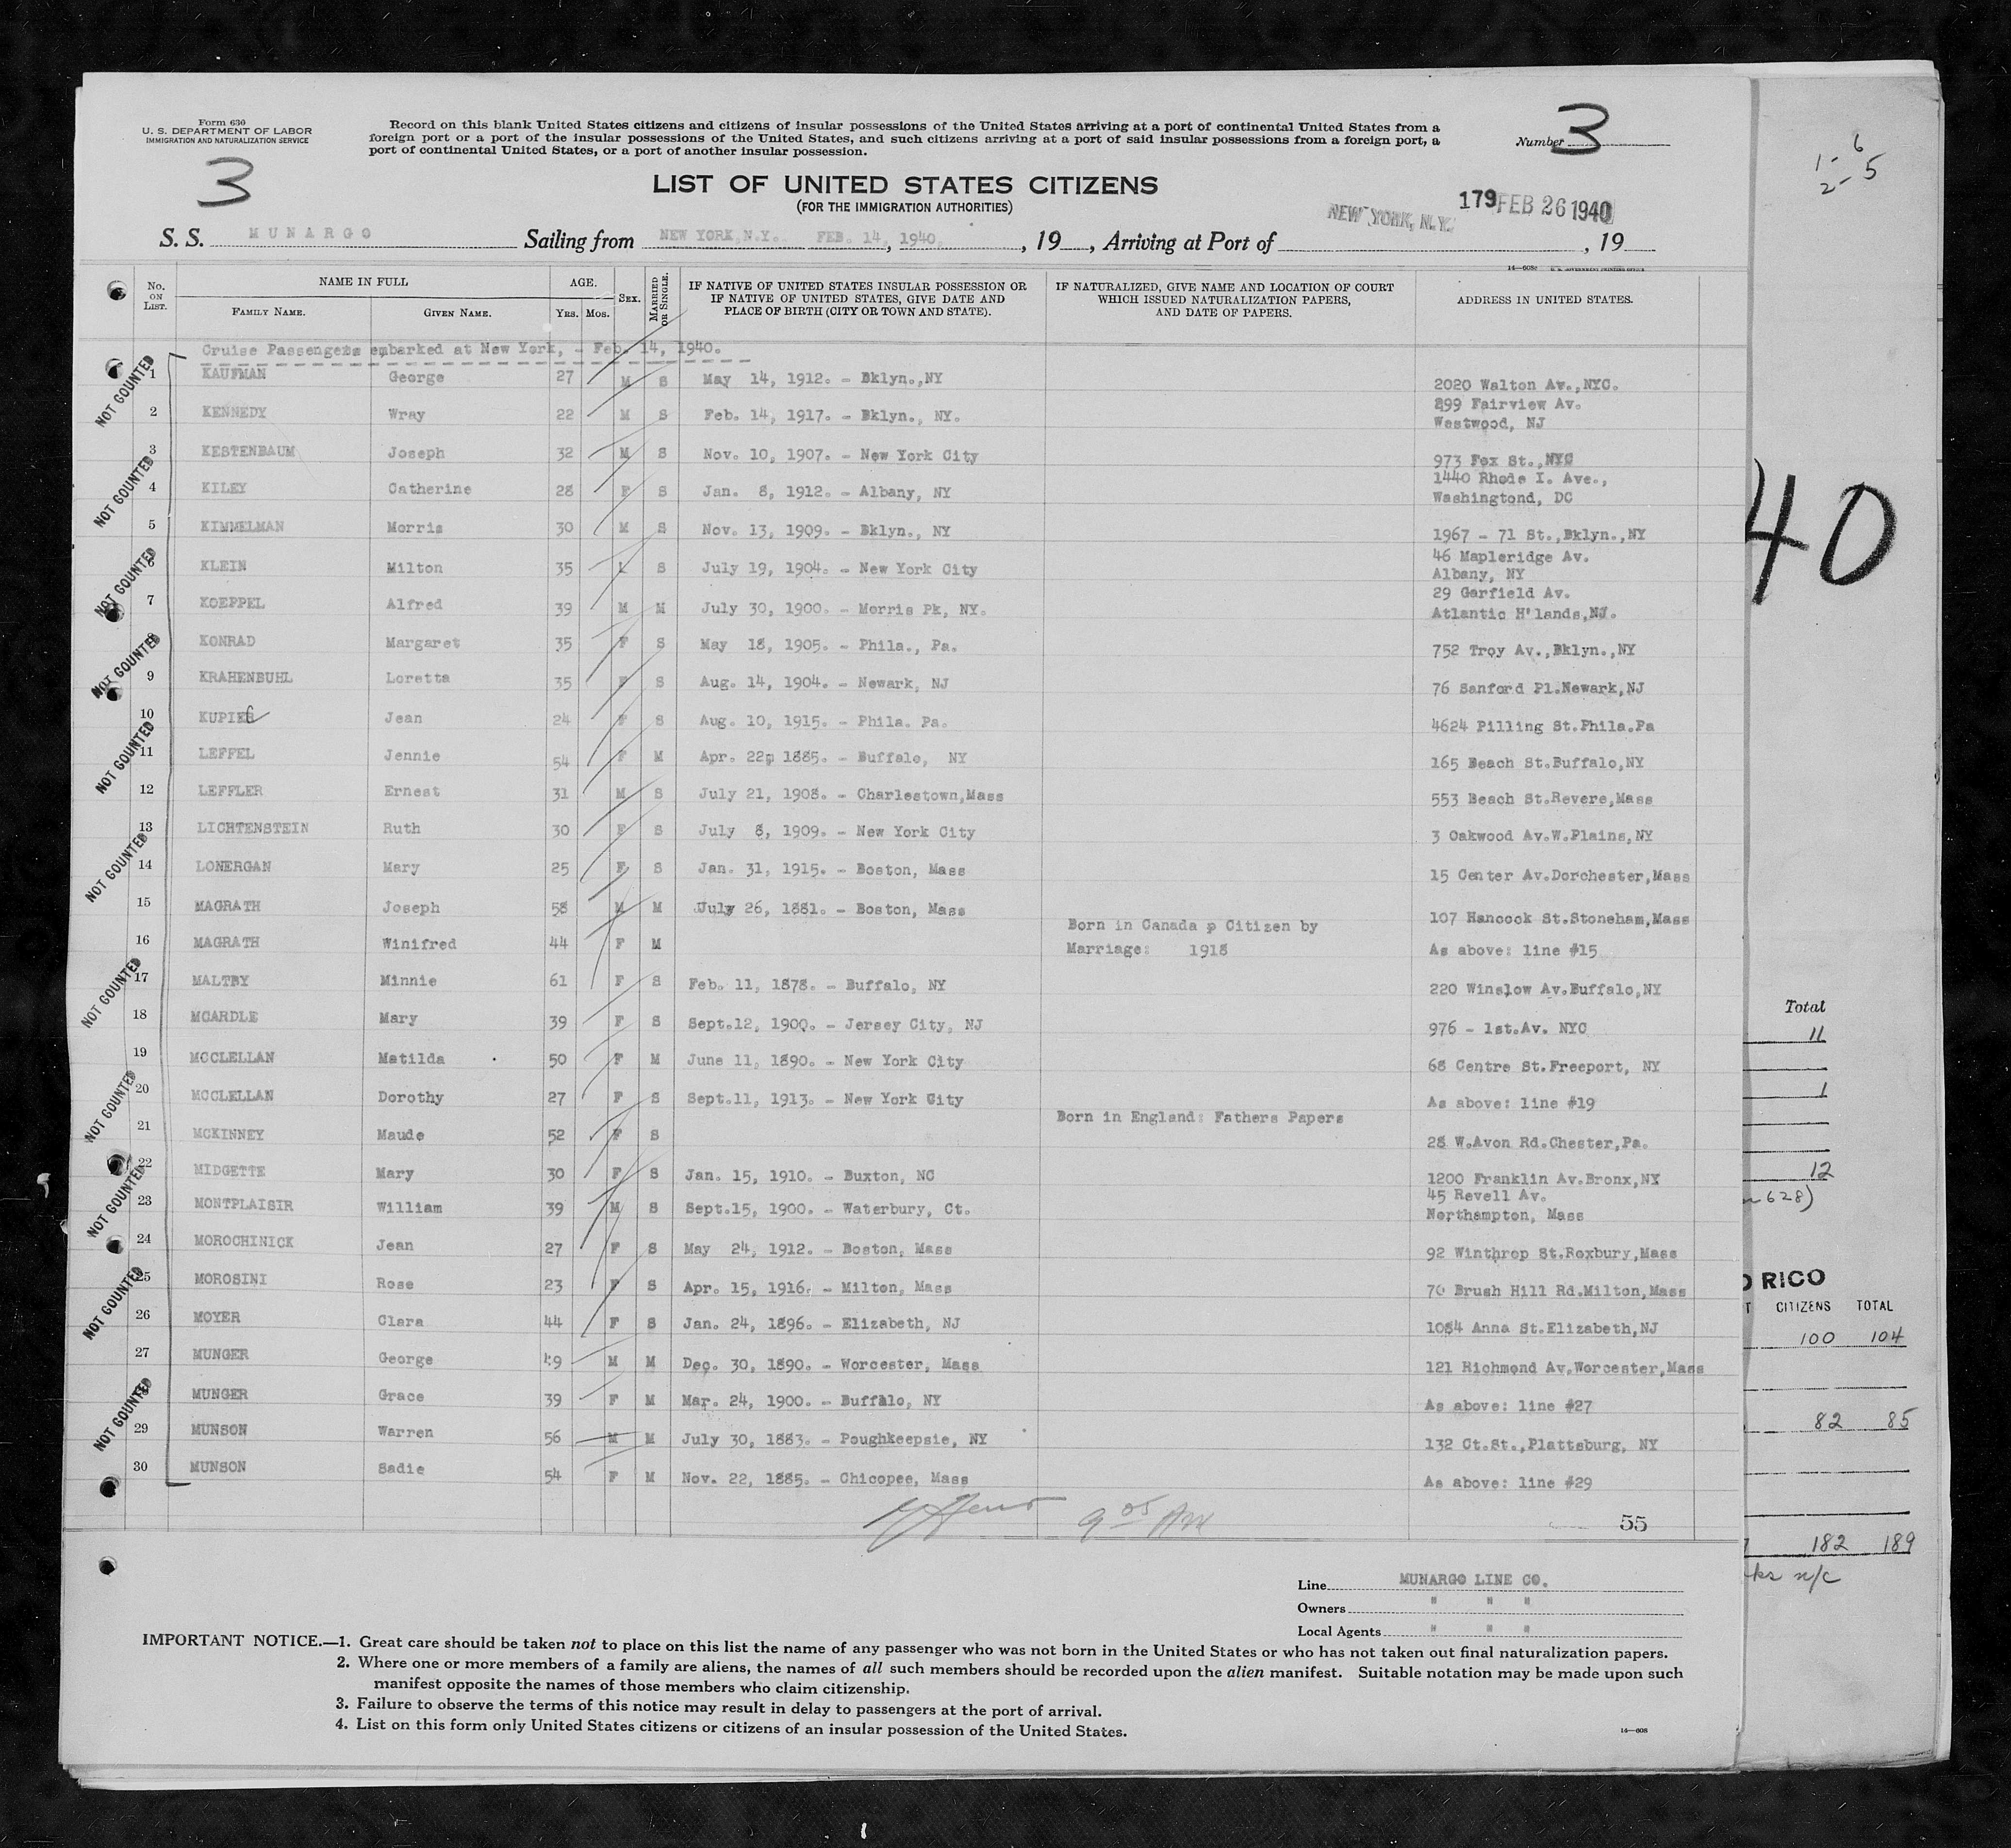 Form 630
U. S. DEPARTMENT OF LABOR
IMMIGRATION AND NATURALIZATION SERVICE
3
Record on this blank United States citizens and citizens of insular possessions of the United States arriving at a port of continental United States from a
foreign port or a port of the insular possessions of the United States, and such citizens arriving at a port of said insular possessions from a foreign port, a
port of continental United States, or a port of another insular possession.
Number 3
1- 6
2- 5
LIST OF UNITED STATES CITIZENS
(FOR THE IMMIGRATION AUTHORITIES)
NEW YORK, N.Y. 179 FEB 26 1940
S. S. MUNARGO Sailing from NEW YORK, N.Y. FEB. 14, 1940, 19 , Arriving at Port of , 19
No. ON LIST. NAME IN FULL FAMILY NAME. GIVEN NAME. AGE. YRS. MOS. SEX. MARRIED OR SINGLE. IF NATIVE OF UNITED STATES INSULAR POSSESSION OR IF NATIVE OF UNITED STATES, GIVE DATE AND PLACE OF BIRTH (CITY OR TOWN AND STATE). IF NATURALIZED, GIVE NAME AND LOCATION OF COURT WHICH ISSUED NATURALIZATION PAPERS, AND DATE OF PAPERS. ADDRESS IN UNITED STATES.
Cruise Passengers embarked at New York, - Feb. 14, 1940.
NOT COUNTED
1 KAUFMAN George 27 M S May 14, 1912. - Bklyn.,NY 2020 Walton Av.,NYC.
2 KENNEDY Wray 22 M S Feb. 14, 1917. - Bklyn., NY. 899 Fairview Av.
Westwood, NJ
3 KESTENBAUM Joseph 32 M S Nov. 10, 1907. - New York City 973 Fox St.,NYC
NOT COUNTED
4 KILEY Catherine 28 F S Jan. 8, 1912. - Albany, NY 1440 Rhode I. Ave.,
Washingtond, DC
5 KIMMELMAN Morris 30 M S Nov. 13, 1909. - Bklyn., NY 1967 - 71 St.,Bklyn.,NY
NOT COUNTED
6 KLEIN Milton 35 S July 19, 1904. - New York City 46 Mapleridge Av.
Albany, NY
7 KOEPPEL Alfred 39 M M July 30, 1900. - Morris Pk, NY. 29 Garfield Av.
Atlantic H'lands,NJ.
NOT COUNTED
8 KONRAD Margaret 35 F S May 18, 1905. - Phila., Pa. 752 Troy Av.,Bklyn.,NY
9 KRAHENBUHL Loretta 35 F S Aug. 14, 1904. - Newark, NJ 76 Sanford Pl.Newark,NJ
10 KUPIEC Jean 24 F S Aug. 10, 1915. - Phila. Pa. 4624 Pilling St.Phila.Pa
NOT COUNTED
11 LEFFEL Jennie 54 F M Apr. 22, 1885. - Buffalo, NY 165 Beach St.Buffalo,NY
12 LEFFLER Ernest 31 M S July 21, 1908. - Charlestown,Mass 553 Beach St.Revere,Mass
13 LICHTENSTEIN Ruth 30 F S July 8, 1909. - New York City 3 Oakwood Av.W.Plains,NY
NOT COUNTED
14 LONERGAN Mary 25 F S Jan. 31, 1915. - Boston, Mass 15 Center Av.Dorchester,Mass
15 MAGRATH Joseph 58 M M July 26, 1881. - Boston, Mass 107 Hancock St.Stoneham,Mass
16 MAGRATH Winifred 44 F M Born in Canada p Citizen by
Marriage: 1918 As above: line #15
NOT COUNTED
17 MALTBY Minnie 61 F S Feb. 11, 1878. - Buffalo, NY 220 Winslow Av.Buffalo,NY
18 MCARDLE Mary 39 F S Sept.12, 1900. - Jersey City, NJ 976 - 1st.Av. NYC
19 MCCLELLAN Matilda 50 F M June 11, 1890. - New York City 68 Centre St.Freeport, NY
NOT COUNTED
20 MCCLELLAN Dorothy 27 F S Sept.11, 1913. - New York City As above: line #19
21 MCKINNEY Maude 52 F S Born in England: Fathers Papers 28 W.Avon Rd.Chester,Pa.
NOT COUNTED
22 MIDGETTE Mary 30 F S Jan. 15, 1910. - Buxton, NC 1200 Franklin Av.Bronx,NY
23 MONTPLAISIR William 39 M S Sept.15, 1900. - Waterbury, Ct. 45 Revell Av.
Northampton, Mass
24 MOROCHINICK Jean 27 F S May 24, 1912. - Boston, Mass 92 Winthrop St.Roxbury,Mass
NOT COUNTED
25 MOROSINI Rose 23 F S Apr. 15, 1916. - Milton, Mass 70 Brush Hill Rd.Milton,Mass
26 MOYER Clara 44 F S Jan. 24, 1896. - Elizabeth, NJ 1084 Anna St.Elizabeth,NJ
27 MUNGER George 49 M M Dec. 30, 1890. - Worcester, Mass 121 Richmond Av.Worcester,Mass
NOT COUNTED
28 MUNGER Grace 39 F M Mar. 24, 1900. - Buffalo, NY As above: line #27
29 MUNSON Warren 56 M M July 30, 1883. - Poughkeepsie, NY 132 Ct.St.,Plattsburg, NY
30 MUNSON Sadie 54 F M Nov. 22, 1885. - Chicopee, Mass As above: line #29
9 05 AM
55
Line MUNARGO LINE CO.
Owners " " "
Local Agents " " "
IMPORTANT NOTICE.—1. Great care should be taken not to place on this list the name of any passenger who was not born in the United States or who has not taken out final naturalization papers.
2. Where one or more members of a family are aliens, the names of all such members should be recorded upon the alien manifest. Suitable notation may be made upon such
manifest opposite the names of those members who claim citizenship.
3. Failure to observe the terms of this notice may result in delay to passengers at the port of arrival.
4. List on this form only United States citizens or citizens of an insular possession of the United States.
14—608
40
Total
11
1
12
628)
RICO
CITIZENS TOTAL
100 104
82 85
182 189
n/c